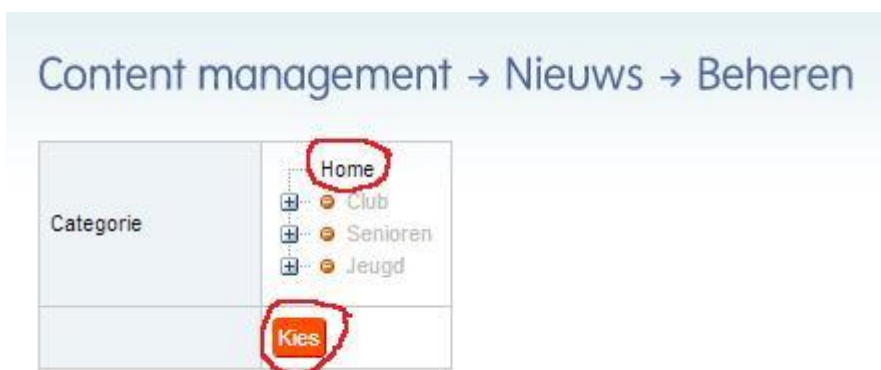 Content management → Nieuws → Beheren
Home
Club
Categorie
Senioren
Jeugd
Kies